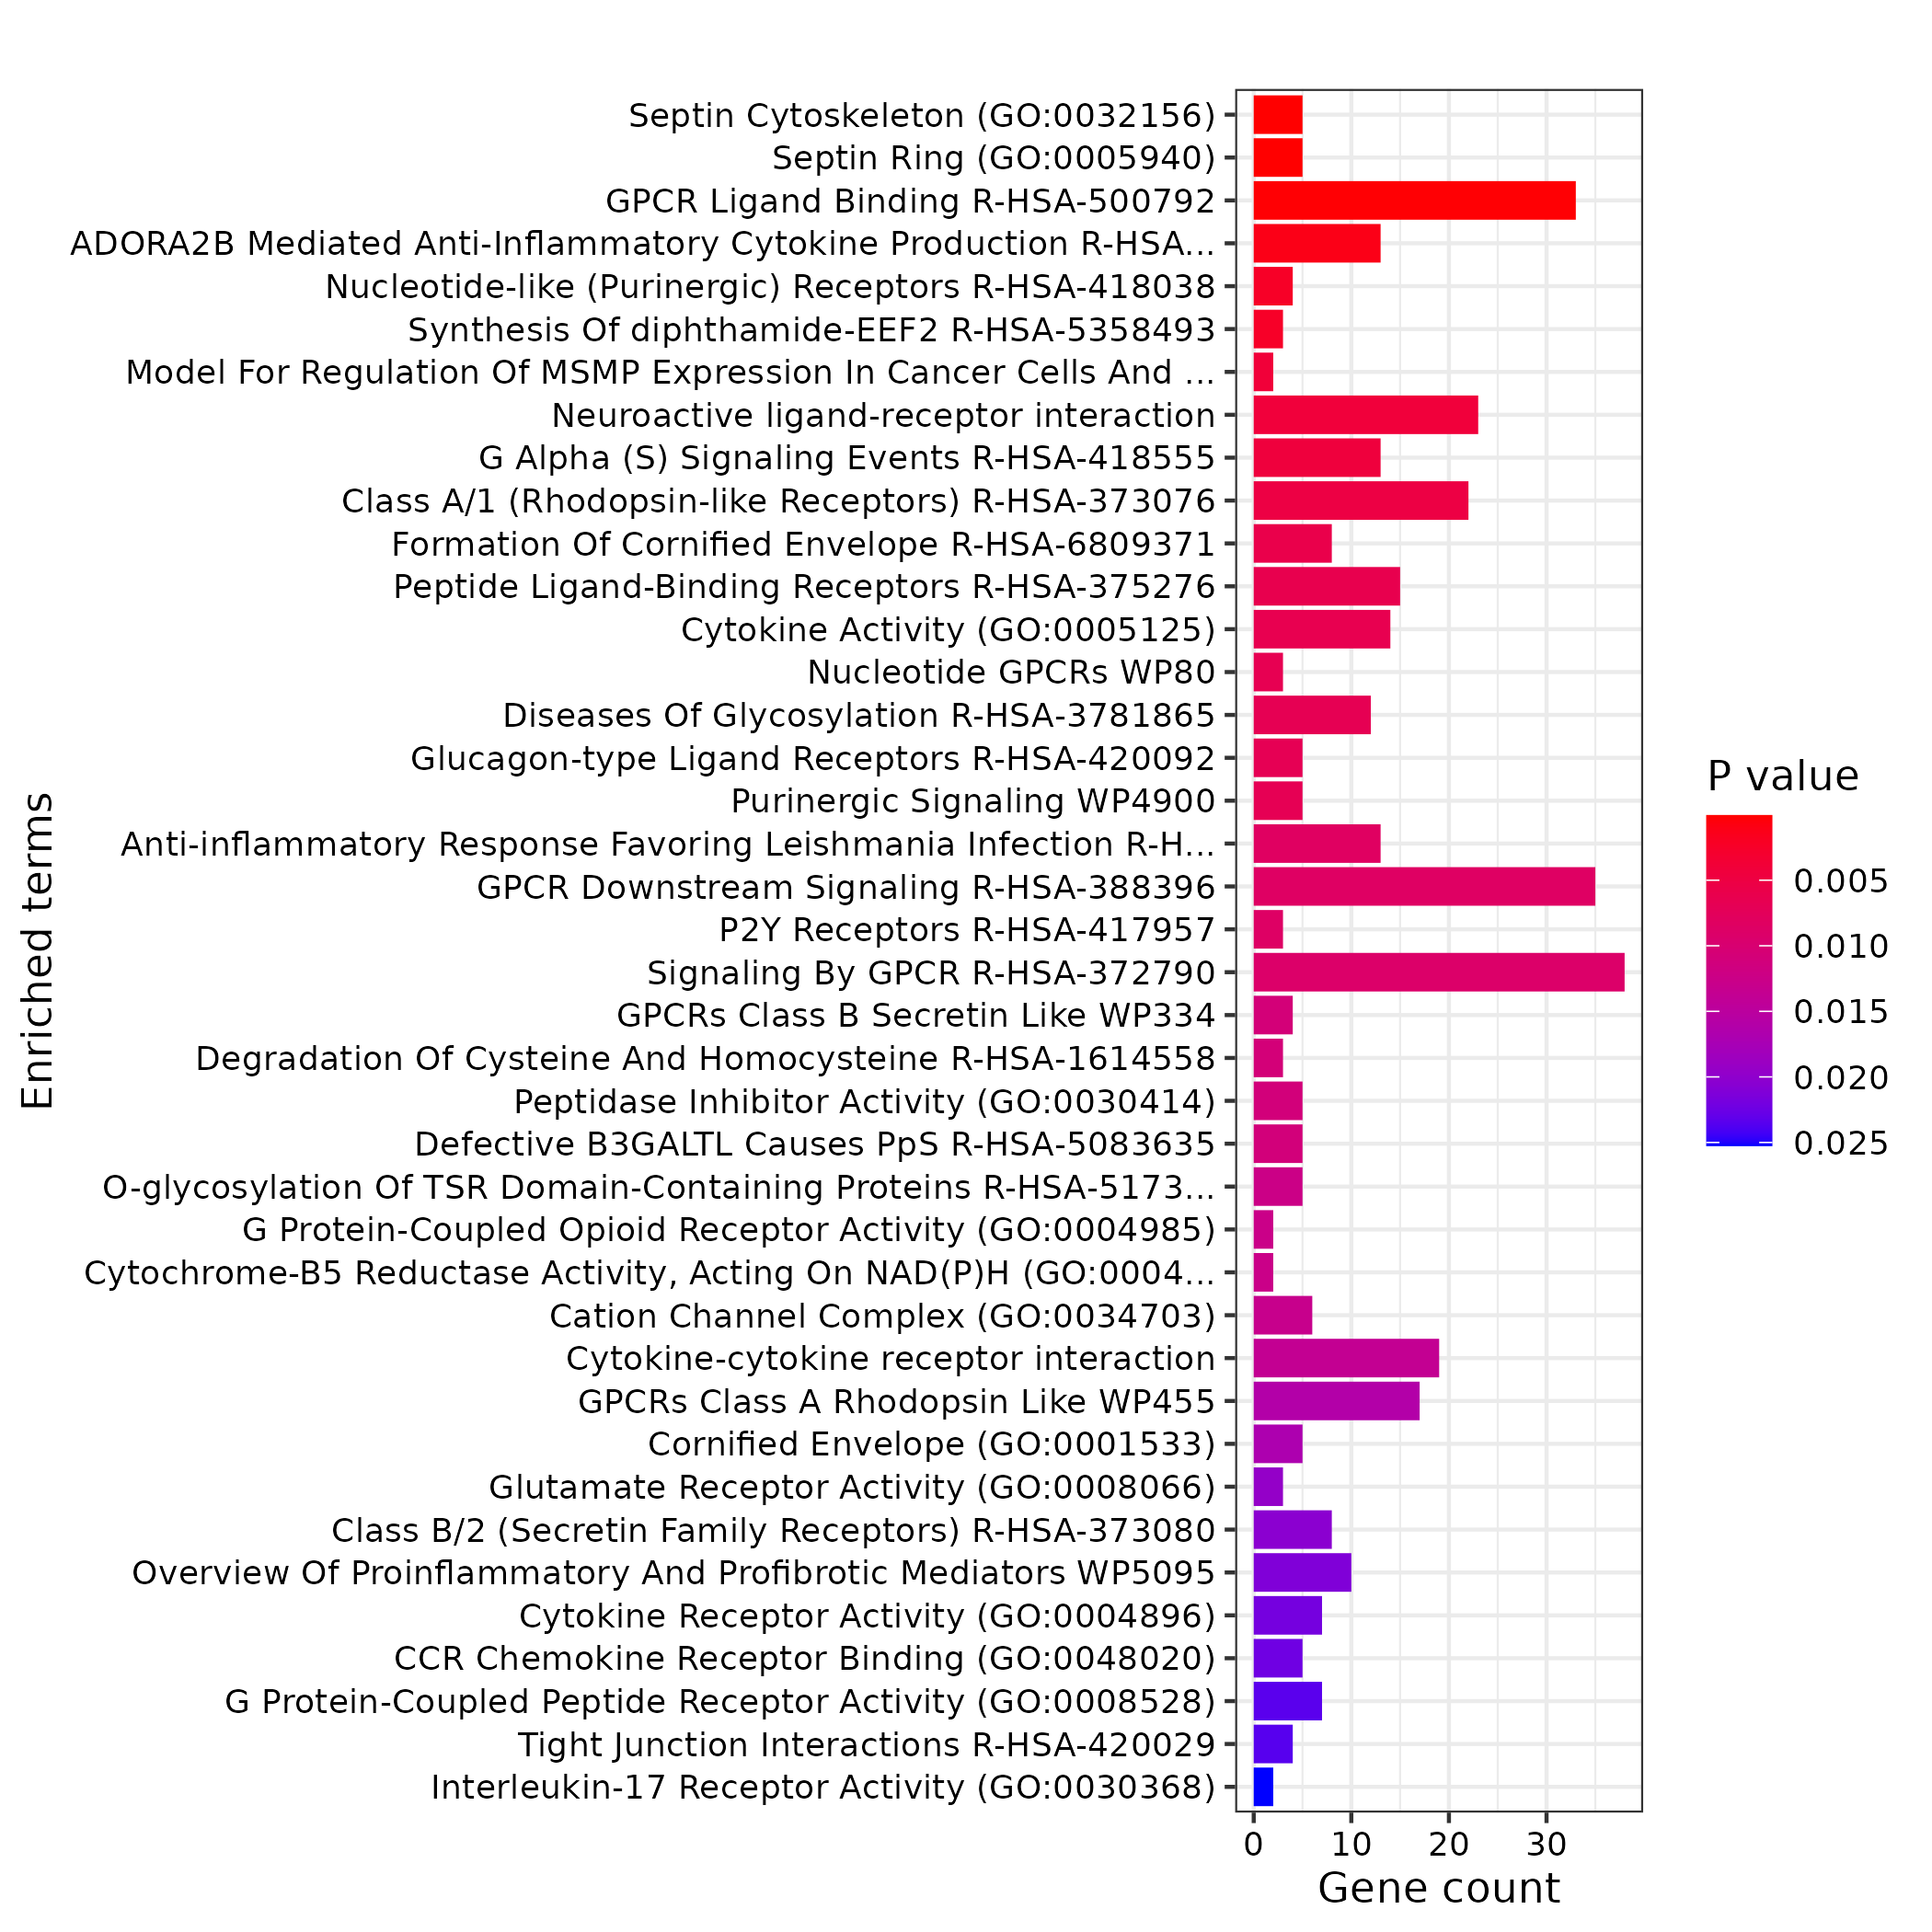 Septin Cytoskeleton (GO:0032156)
Septin Ring (GO:0005940)
GPCR Ligand Binding R-HSA-500792
ADORA2B Mediated Anti-Inflammatory Cytokine Production R-HSA...
Nucleotide-like (Purinergic) Receptors R-HSA-418038
Synthesis Of diphthamide-EEF2 R-HSA-5358493
Model For Regulation Of MSMP Expression In Cancer Cells And ...
Neuroactive ligand-receptor interaction
G Alpha (S) Signaling Events R-HSA-418555
Class A/1 (Rhodopsin-like Receptors) R-HSA-373076
Formation Of Cornified Envelope R-HSA-6809371
Peptide Ligand-Binding Receptors R-HSA-375276
Cytokine Activity (GO:0005125)
Nucleotide GPCRs WP80
Diseases Of Glycosylation R-HSA-3781865
Glucagon-type Ligand Receptors R-HSA-420092
Purinergic Signaling WP4900
Anti-inflammatory Response Favoring Leishmania Infection R-H...
GPCR Downstream Signaling R-HSA-388396
P2Y Receptors R-HSA-417957
Signaling By GPCR R-HSA-372790
GPCRs Class B Secretin Like WP334
Degradation Of Cysteine And Homocysteine R-HSA-1614558
Peptidase Inhibitor Activity (GO:0030414)
Defective B3GALTL Causes PpS R-HSA-5083635
O-glycosylation Of TSR Domain-Containing Proteins R-HSA-5173...
G Protein-Coupled Opioid Receptor Activity (GO:0004985)
Cytochrome-B5 Reductase Activity, Acting On NAD(P)H (GO:0004...
Cation Channel Complex (GO:0034703)
Cytokine-cytokine receptor interaction
GPCRs Class A Rhodopsin Like WP455
Cornified Envelope (GO:0001533)
Glutamate Receptor Activity (GO:0008066)
Class B/2 (Secretin Family Receptors) R-HSA-373080
Overview Of Proinflammatory And Profibrotic Mediators WP5095
Cytokine Receptor Activity (GO:0004896)
CCR Chemokine Receptor Binding (GO:0048020)
G Protein-Coupled Peptide Receptor Activity (GO:0008528)
Tight Junction Interactions R-HSA-420029
Interleukin-17 Receptor Activity (GO:0030368)
Enriched terms
0 10 20 30
Gene count
P value
0.005
0.010
0.015
0.020
0.025